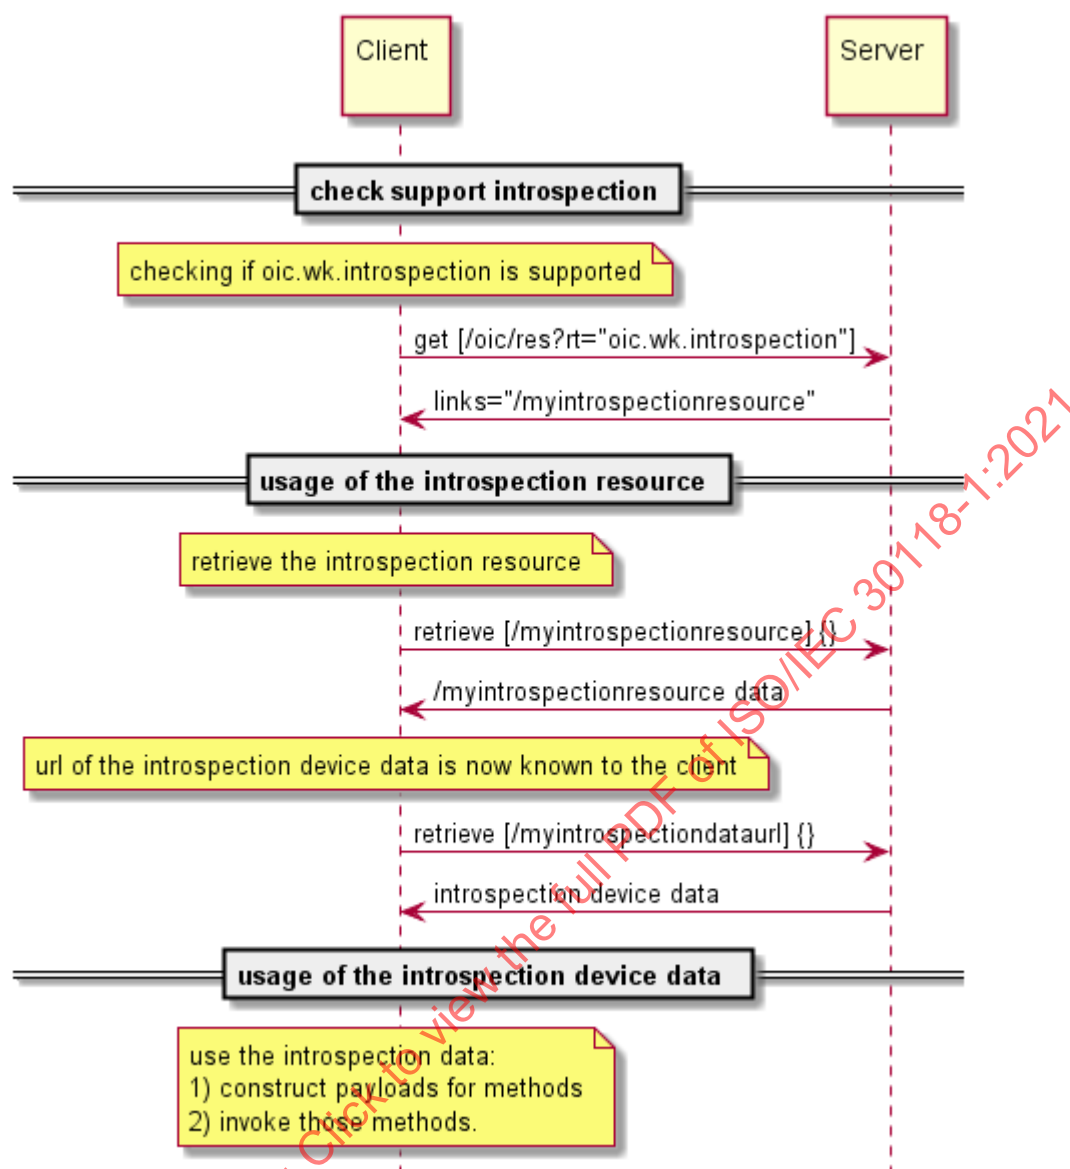 Client
Server
check support introspection
checking if oic.wk.introspection is supported
get [/oic/res?rt="oic.wk.introspection"]
links="/myintrospectionresource"
usage of the introspection resource
retrieve the introspection resource
retrieve [/myintrospectionresource] {}
/myintrospectionresource data
url of the introspection device data is now known to the client
retrieve [/myintrospectiondataurl] {}
introspection device data
usage of the introspection device data
use the introspection data:
1) construct payloads for methods
2) invoke those methods.
Click to view the full PDF of ISO/IEC 30118-1:2021